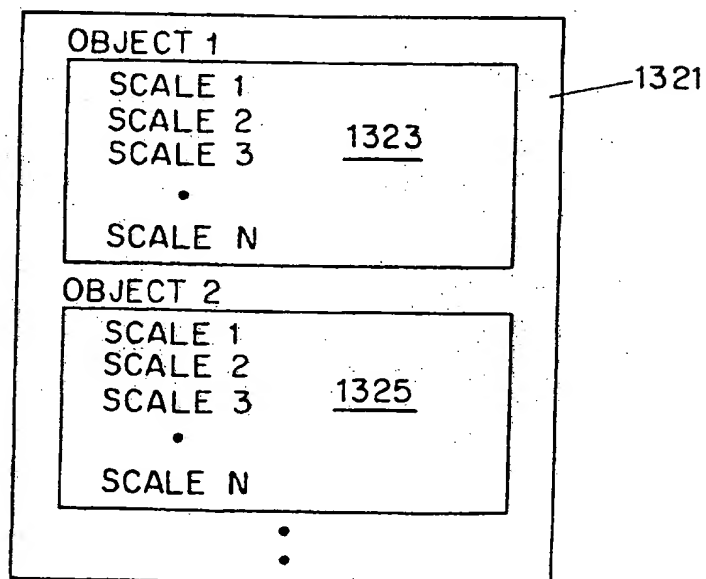 OBJECT 1
1321
SCALE 1
SCALE 2
1323
SCALE 3
•
SCALE N
OBJECT 2
SCALE 1
SCALE 2
SCALE 3
1325
•
SCALE N
•
•